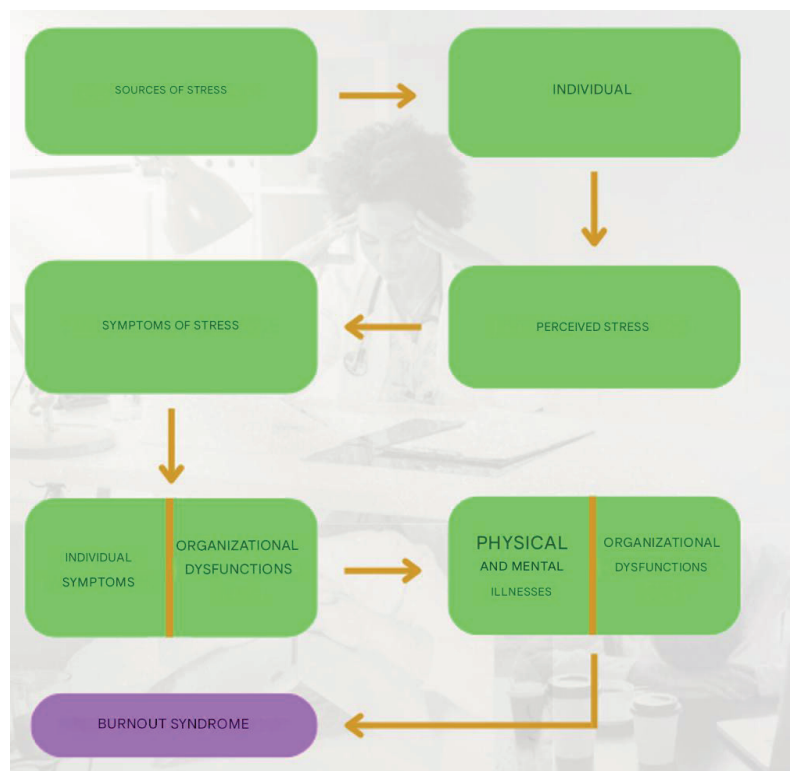 SOURCES OF STRESS
INDIVIDUAL
SYMPTOMS OF STRESS
PERCEIVED STRESS
INDIVIDUAL
SYMPTOMS
ORGANIZATIONAL
DYSFUNCTIONS
PHYSICAL
AND MENTAL
ILLNESSES
ORGANIZATIONAL
DYSFUNCTIONS
BURNOUT SYNDROME